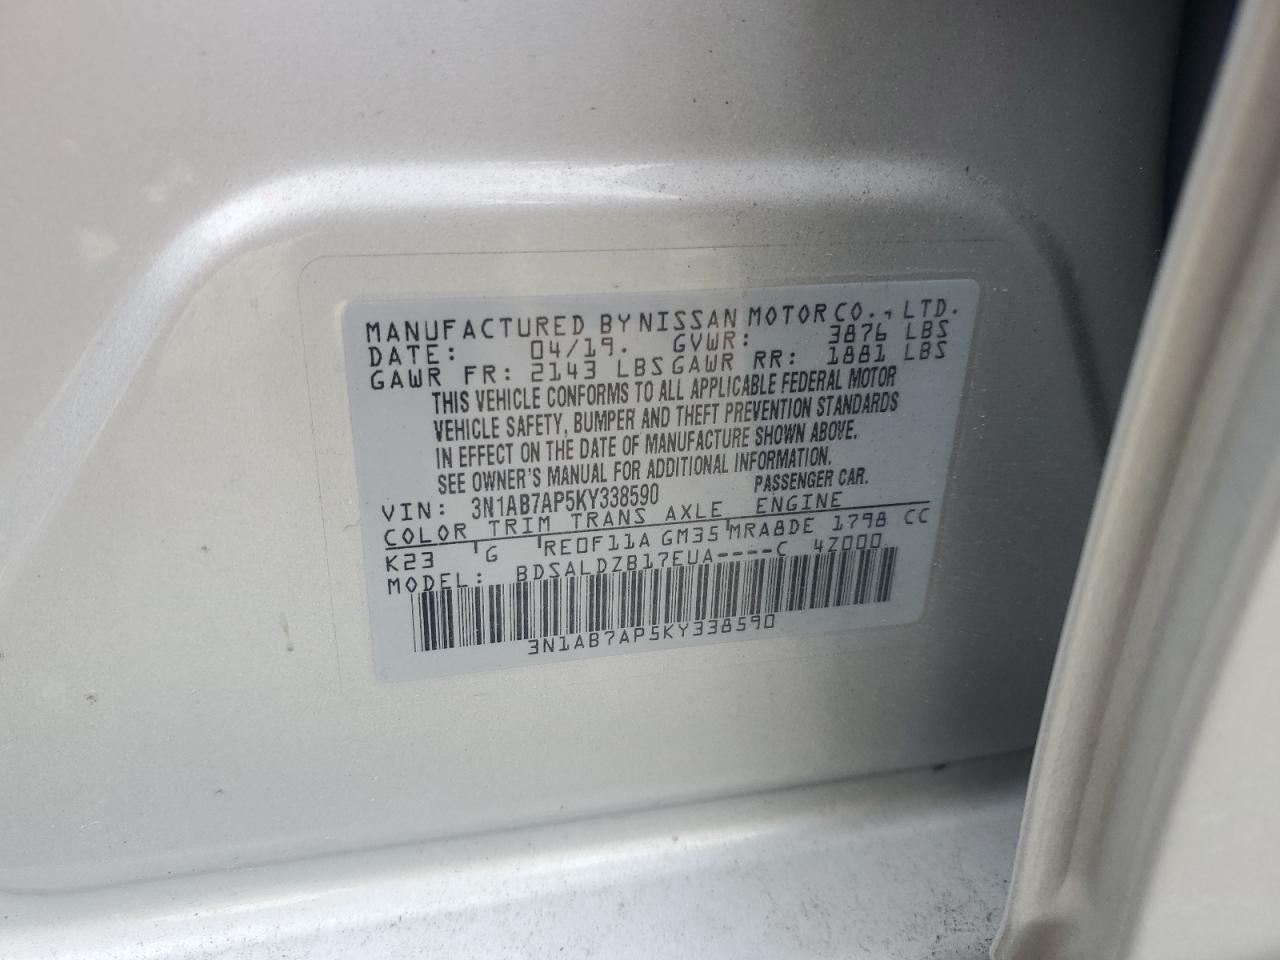 MANUFACTURED BY NISSAN MOTOR CO., LTD.
DATE: 04/19. GVWR: 3876 LBS
GAWR FR: 2143 LBS GAWR RR: 1881 LBS
THIS VEHICLE CONFORMS TO ALL APPLICABLE FEDERAL MOTOR
VEHICLE SAFETY, BUMPER AND THEFT PREVENTION STANDARDS
IN EFFECT ON THE DATE OF MANUFACTURE SHOWN ABOVE.
SEE OWNER'S MANUAL FOR ADDITIONAL INFORMATION.
VIN: 3N1AB7AP5KY338590 PASSENGER CAR.
COLOR TRIM TRANS AXLE ENGINE
K23 G RE0F11A GM35 MRA8DE 1798 CC
MODEL: BDSALDZB17EUA----C 4Z000
3N1AB7AP5KY338590